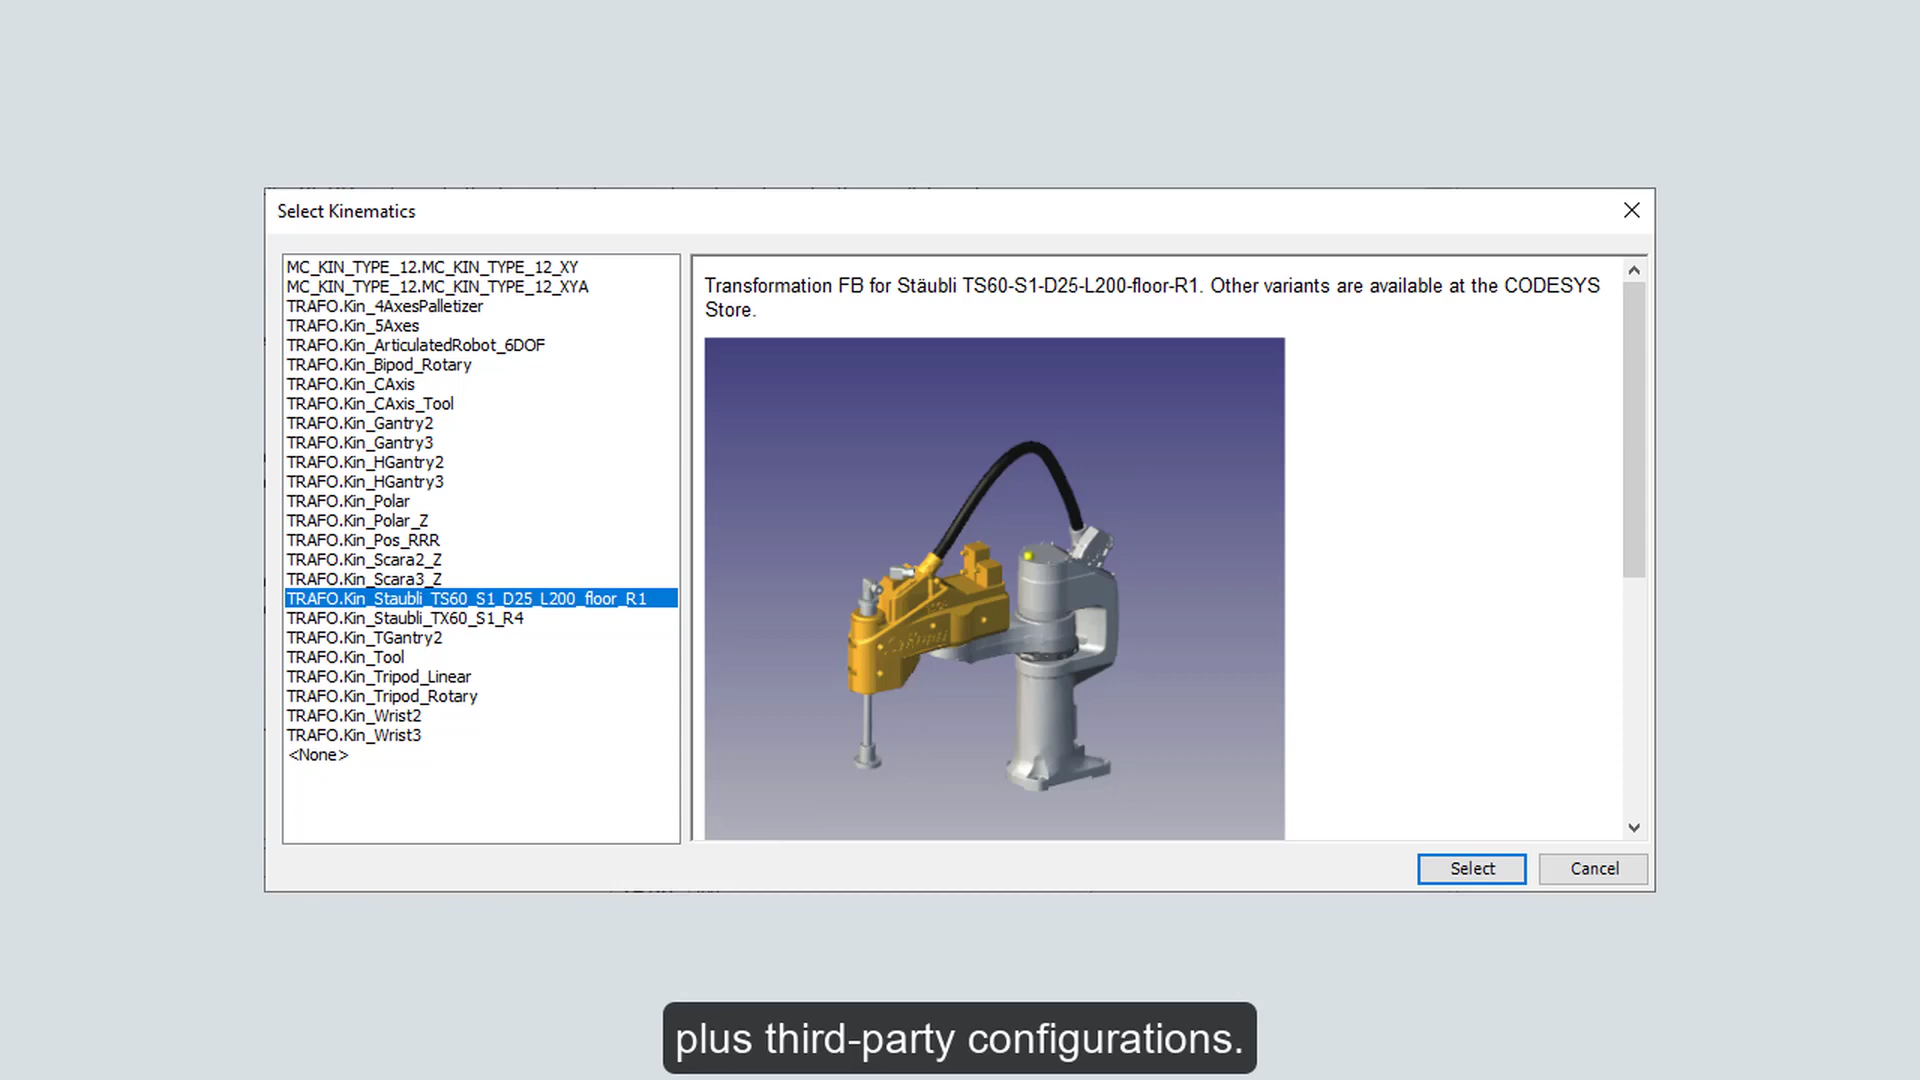 Select Kinematics
MC_KIN_TYPE_12.MC_KIN_TYPE_12_XY
MC_KIN_TYPE_12.MC_KIN_TYPE_12_XYA
TRAFO.Kin_4AxesPalletizer
TRAFO.Kin_5Axes
TRAFO.Kin_ArticulatedRobot_6DOF
TRAFO.Kin_Bipod_Rotary
TRAFO.Kin_CAxis
TRAFO.Kin_CAxis_Tool
TRAFO.Kin_Gantry2
TRAFO.Kin_Gantry3
TRAFO.Kin_HGantry2
TRAFO.Kin_HGantry3
TRAFO.Kin_Polar
TRAFO.Kin_Polar_Z
TRAFO.Kin_Pos_RRR
TRAFO.Kin_Scara2_Z
TRAFO.Kin_Scara3_Z
TRAFO.Kin_Staubli_TS60_S1_D25_L200_floor_R1
TRAFO.Kin_Staubli_TX60_S1_R4
TRAFO.Kin_TGantry2
TRAFO.Kin_Tool
TRAFO.Kin_Tripod_Linear
TRAFO.Kin_Tripod_Rotary
TRAFO.Kin_Wrist2
TRAFO.Kin_Wrist3
<None>
Transformation FB for Stäubli TS60-S1-D25-L200-floor-R1. Other variants are available at the CODESYS
Store.
Select
Cancel
plus third-party configurations.